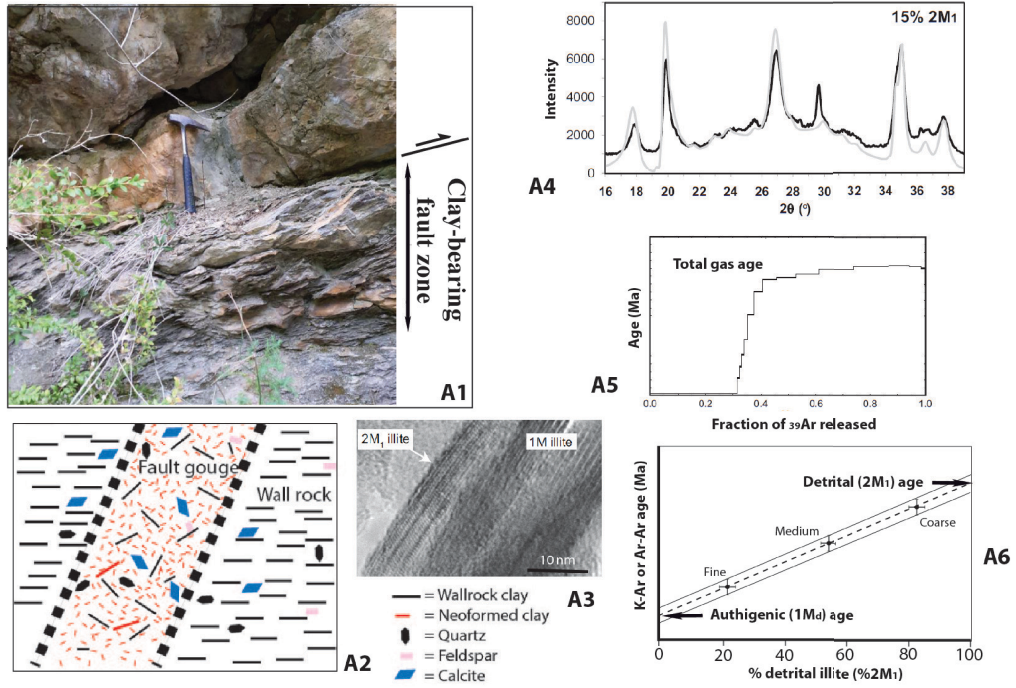 Clay-bearing
fault zone
A1
Fault gouge
Wall rock
A2
2M1 illite
1M illite
10 nm
A3
= Wallrock clay
= Neoformed clay
= Quartz
= Feldspar
= Calcite
15% 2M1
Intensity
8000
6000
4000
2000
0
16 18 20 22 24 26 28 30 32 34 36 38
2θ (°)
A4
Total gas age
Age (Ma)
0.0 0.2 0.4 0.6 0.8 1.0
Fraction of 39Ar released
A5
K-Ar or Ar-Ar age (Ma)
Detrital (2M1) age
Coarse
Medium
Fine
Authigenic (1Md) age
0 20 40 60 80 100
% detrital illite (%2M1)
A6